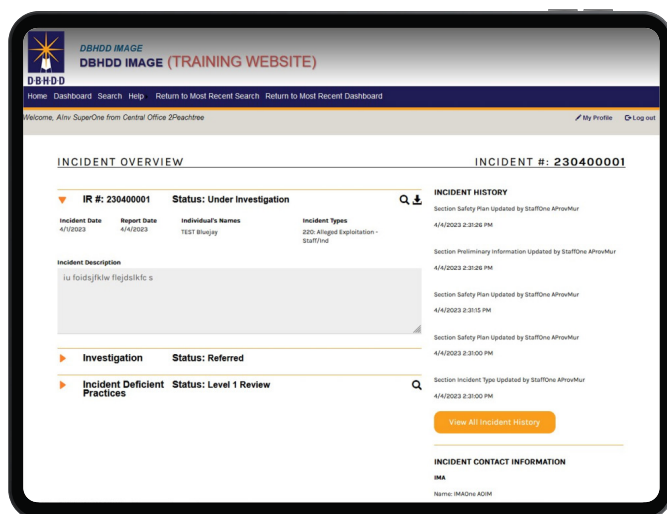 DBHDD
DBHDD IMAGE
DBHDD IMAGE (TRAINING WEBSITE)
Home Dashboard Search Help Return to Most Recent Search Return to Most Recent Dashboard
Welcome, AInv SuperOne from Central Office 2Peachtree
My Profile Log out
INCIDENT OVERVIEW
INCIDENT #: 230400001
IR #: 230400001 Status: Under Investigation
Incident Date Report Date Individual's Names Incident Types
4/1/2023 4/4/2023 TEST Bluejay 220: Alleged Exploitation -
Staff/Ind
Incident Description
iu foidsjfklw flejdslkfc s
Investigation Status: Referred
Incident Deficient Status: Level 1 Review
Practices
INCIDENT HISTORY
Section Safety Plan Updated by StaffOne AProvMur
4/4/2023 2:31:26 PM
Section Preliminary Information Updated by StaffOne AProvMur
4/4/2023 2:31:26 PM
Section Safety Plan Updated by StaffOne AProvMur
4/4/2023 2:31:15 PM
Section Safety Plan Updated by StaffOne AProvMur
4/4/2023 2:31:00 PM
Section Incident Type Updated by StaffOne AProvMur
4/4/2023 2:31:00 PM
View All Incident History
INCIDENT CONTACT INFORMATION
IMA
Name: IMAOne AOIM